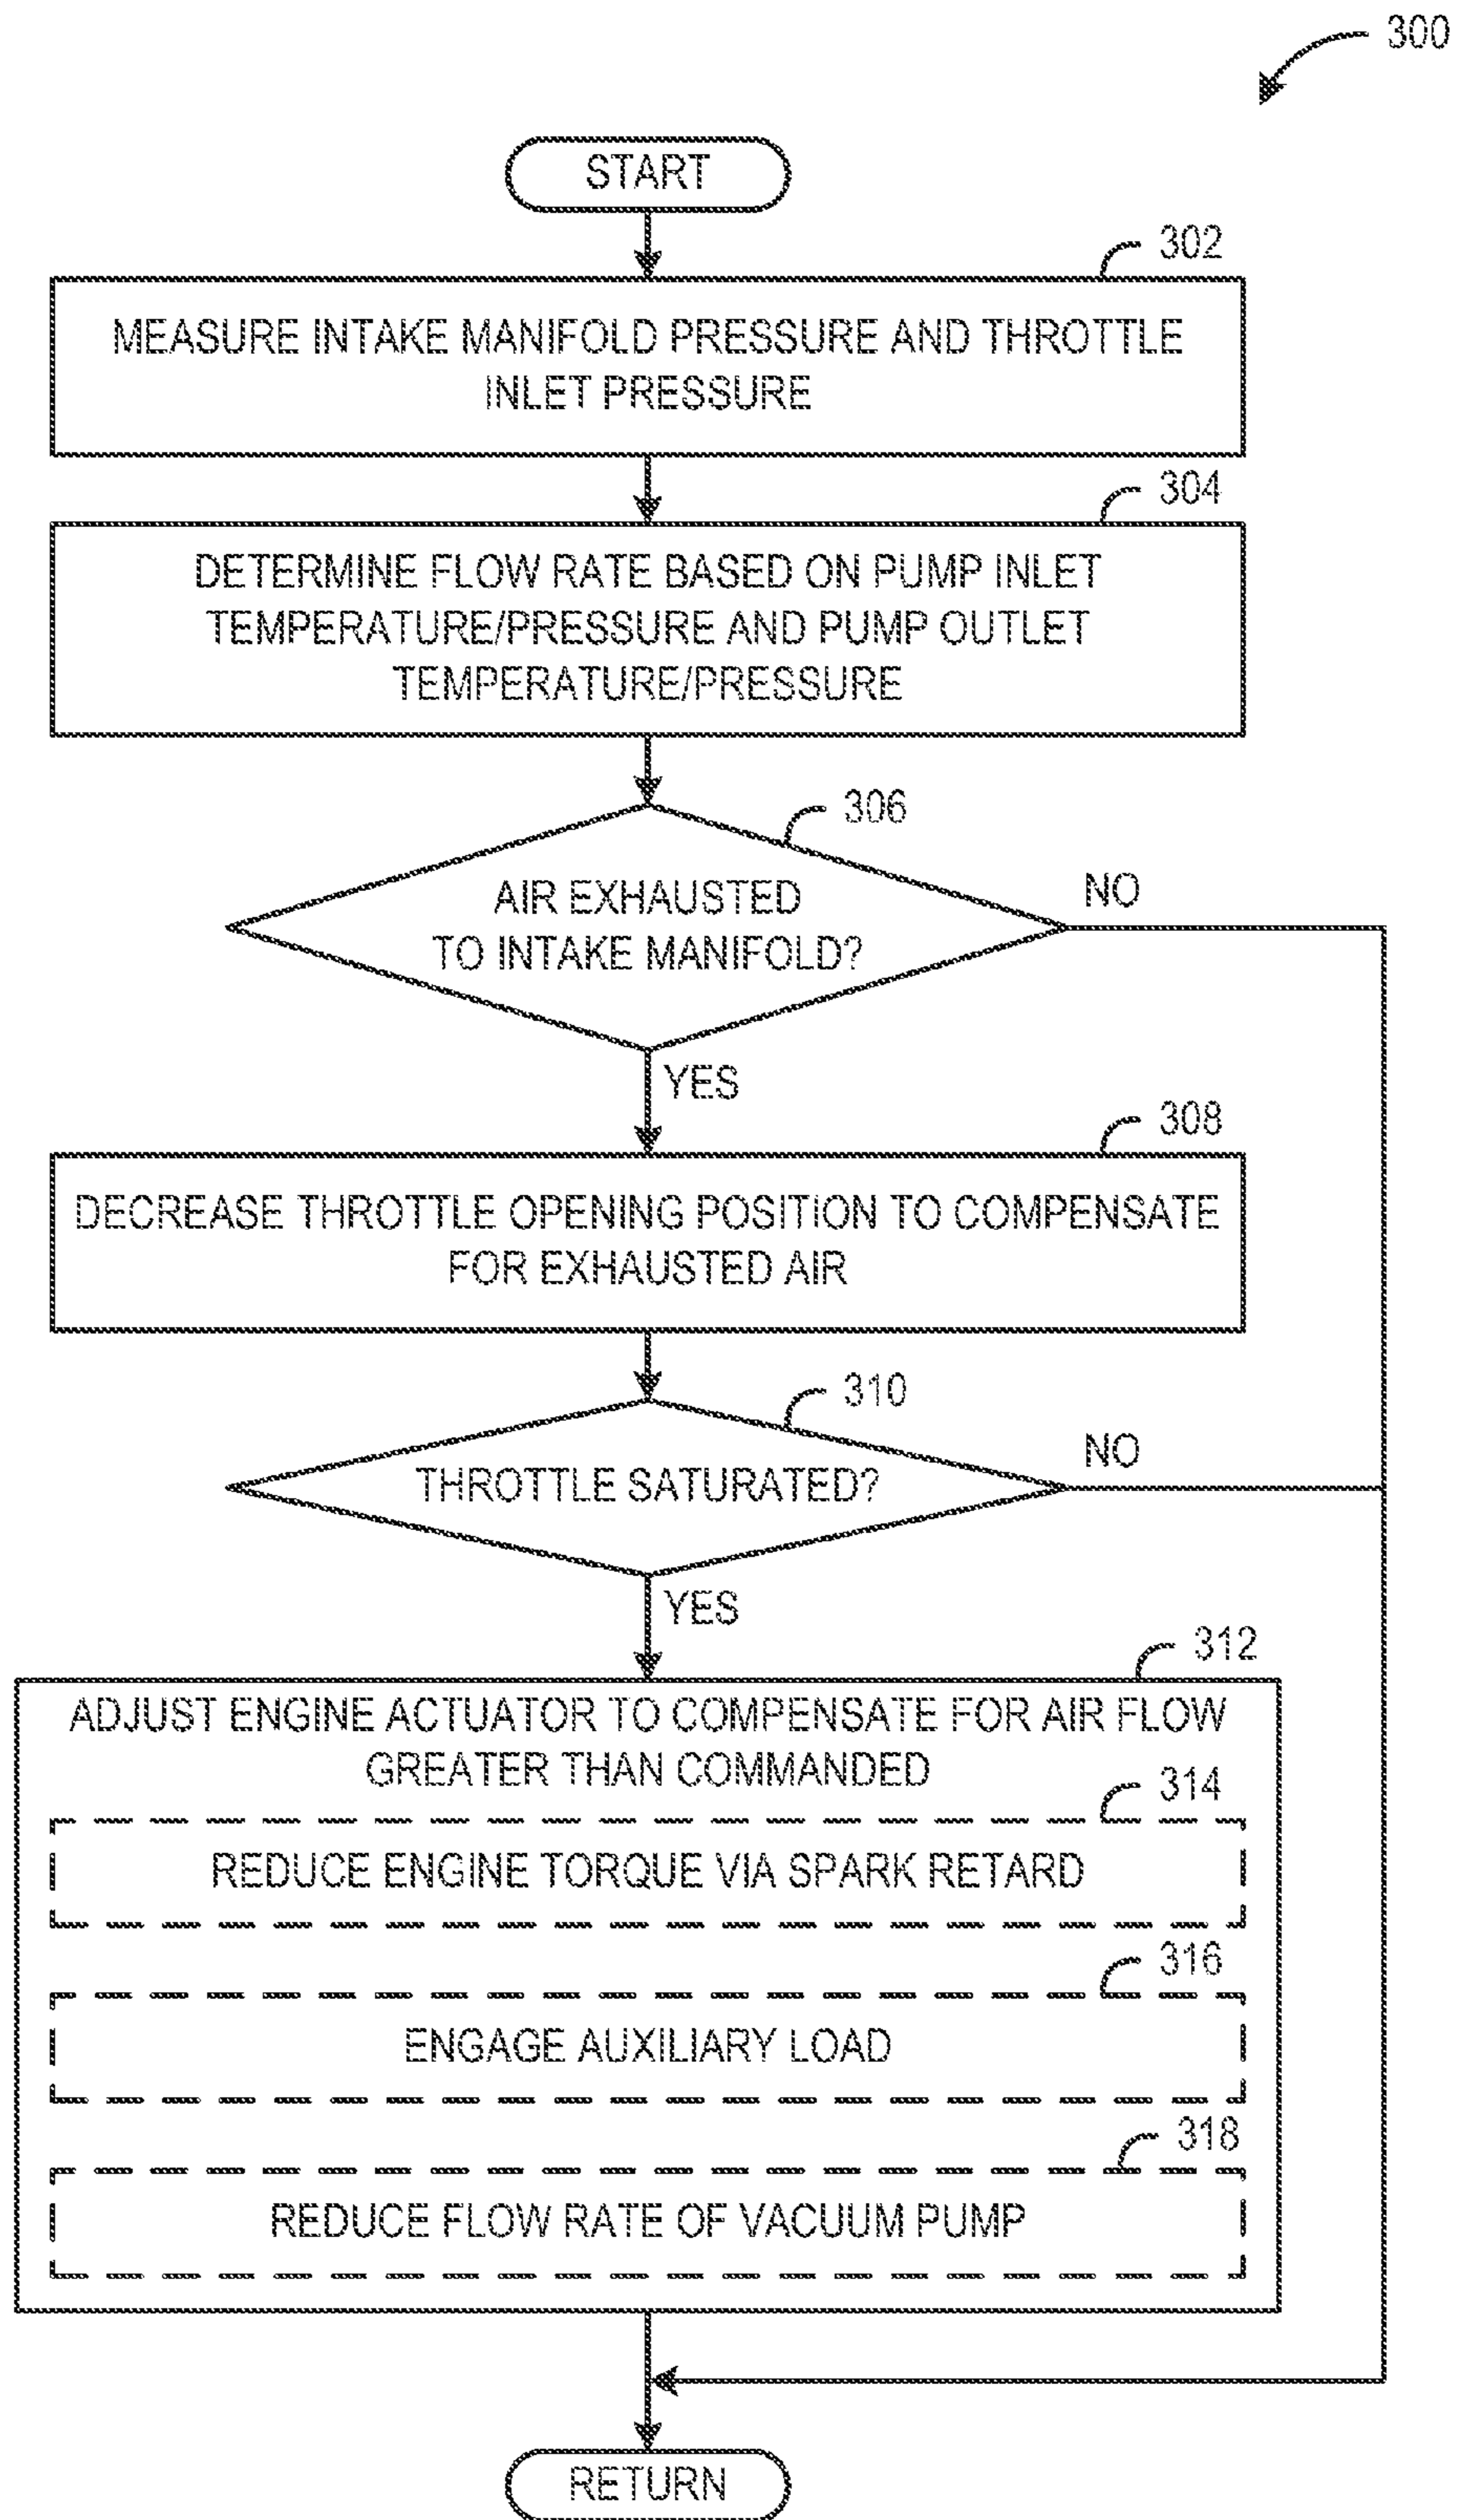 300
START
302
MEASURE INTAKE MANIFOLD PRESSURE AND THROTTLE
INLET PRESSURE
304
DETERMINE FLOW RATE BASED ON PUMP INLET
TEMPERATURE/PRESSURE AND PUMP OUTLET
TEMPERATURE/PRESSURE
306
AIR EXHAUSTED
TO INTAKE MANIFOLD?
NO
YES
308
DECREASE THROTTLE OPENING POSITION TO COMPENSATE
FOR EXHAUSTED AIR
310
THROTTLE SATURATED?
NO
YES
312
ADJUST ENGINE ACTUATOR TO COMPENSATE FOR AIR FLOW
GREATER THAN COMMANDED
314
REDUCE ENGINE TORQUE VIA SPARK RETARD
316
ENGAGE AUXILIARY LOAD
318
REDUCE FLOW RATE OF VACUUM PUMP
RETURN